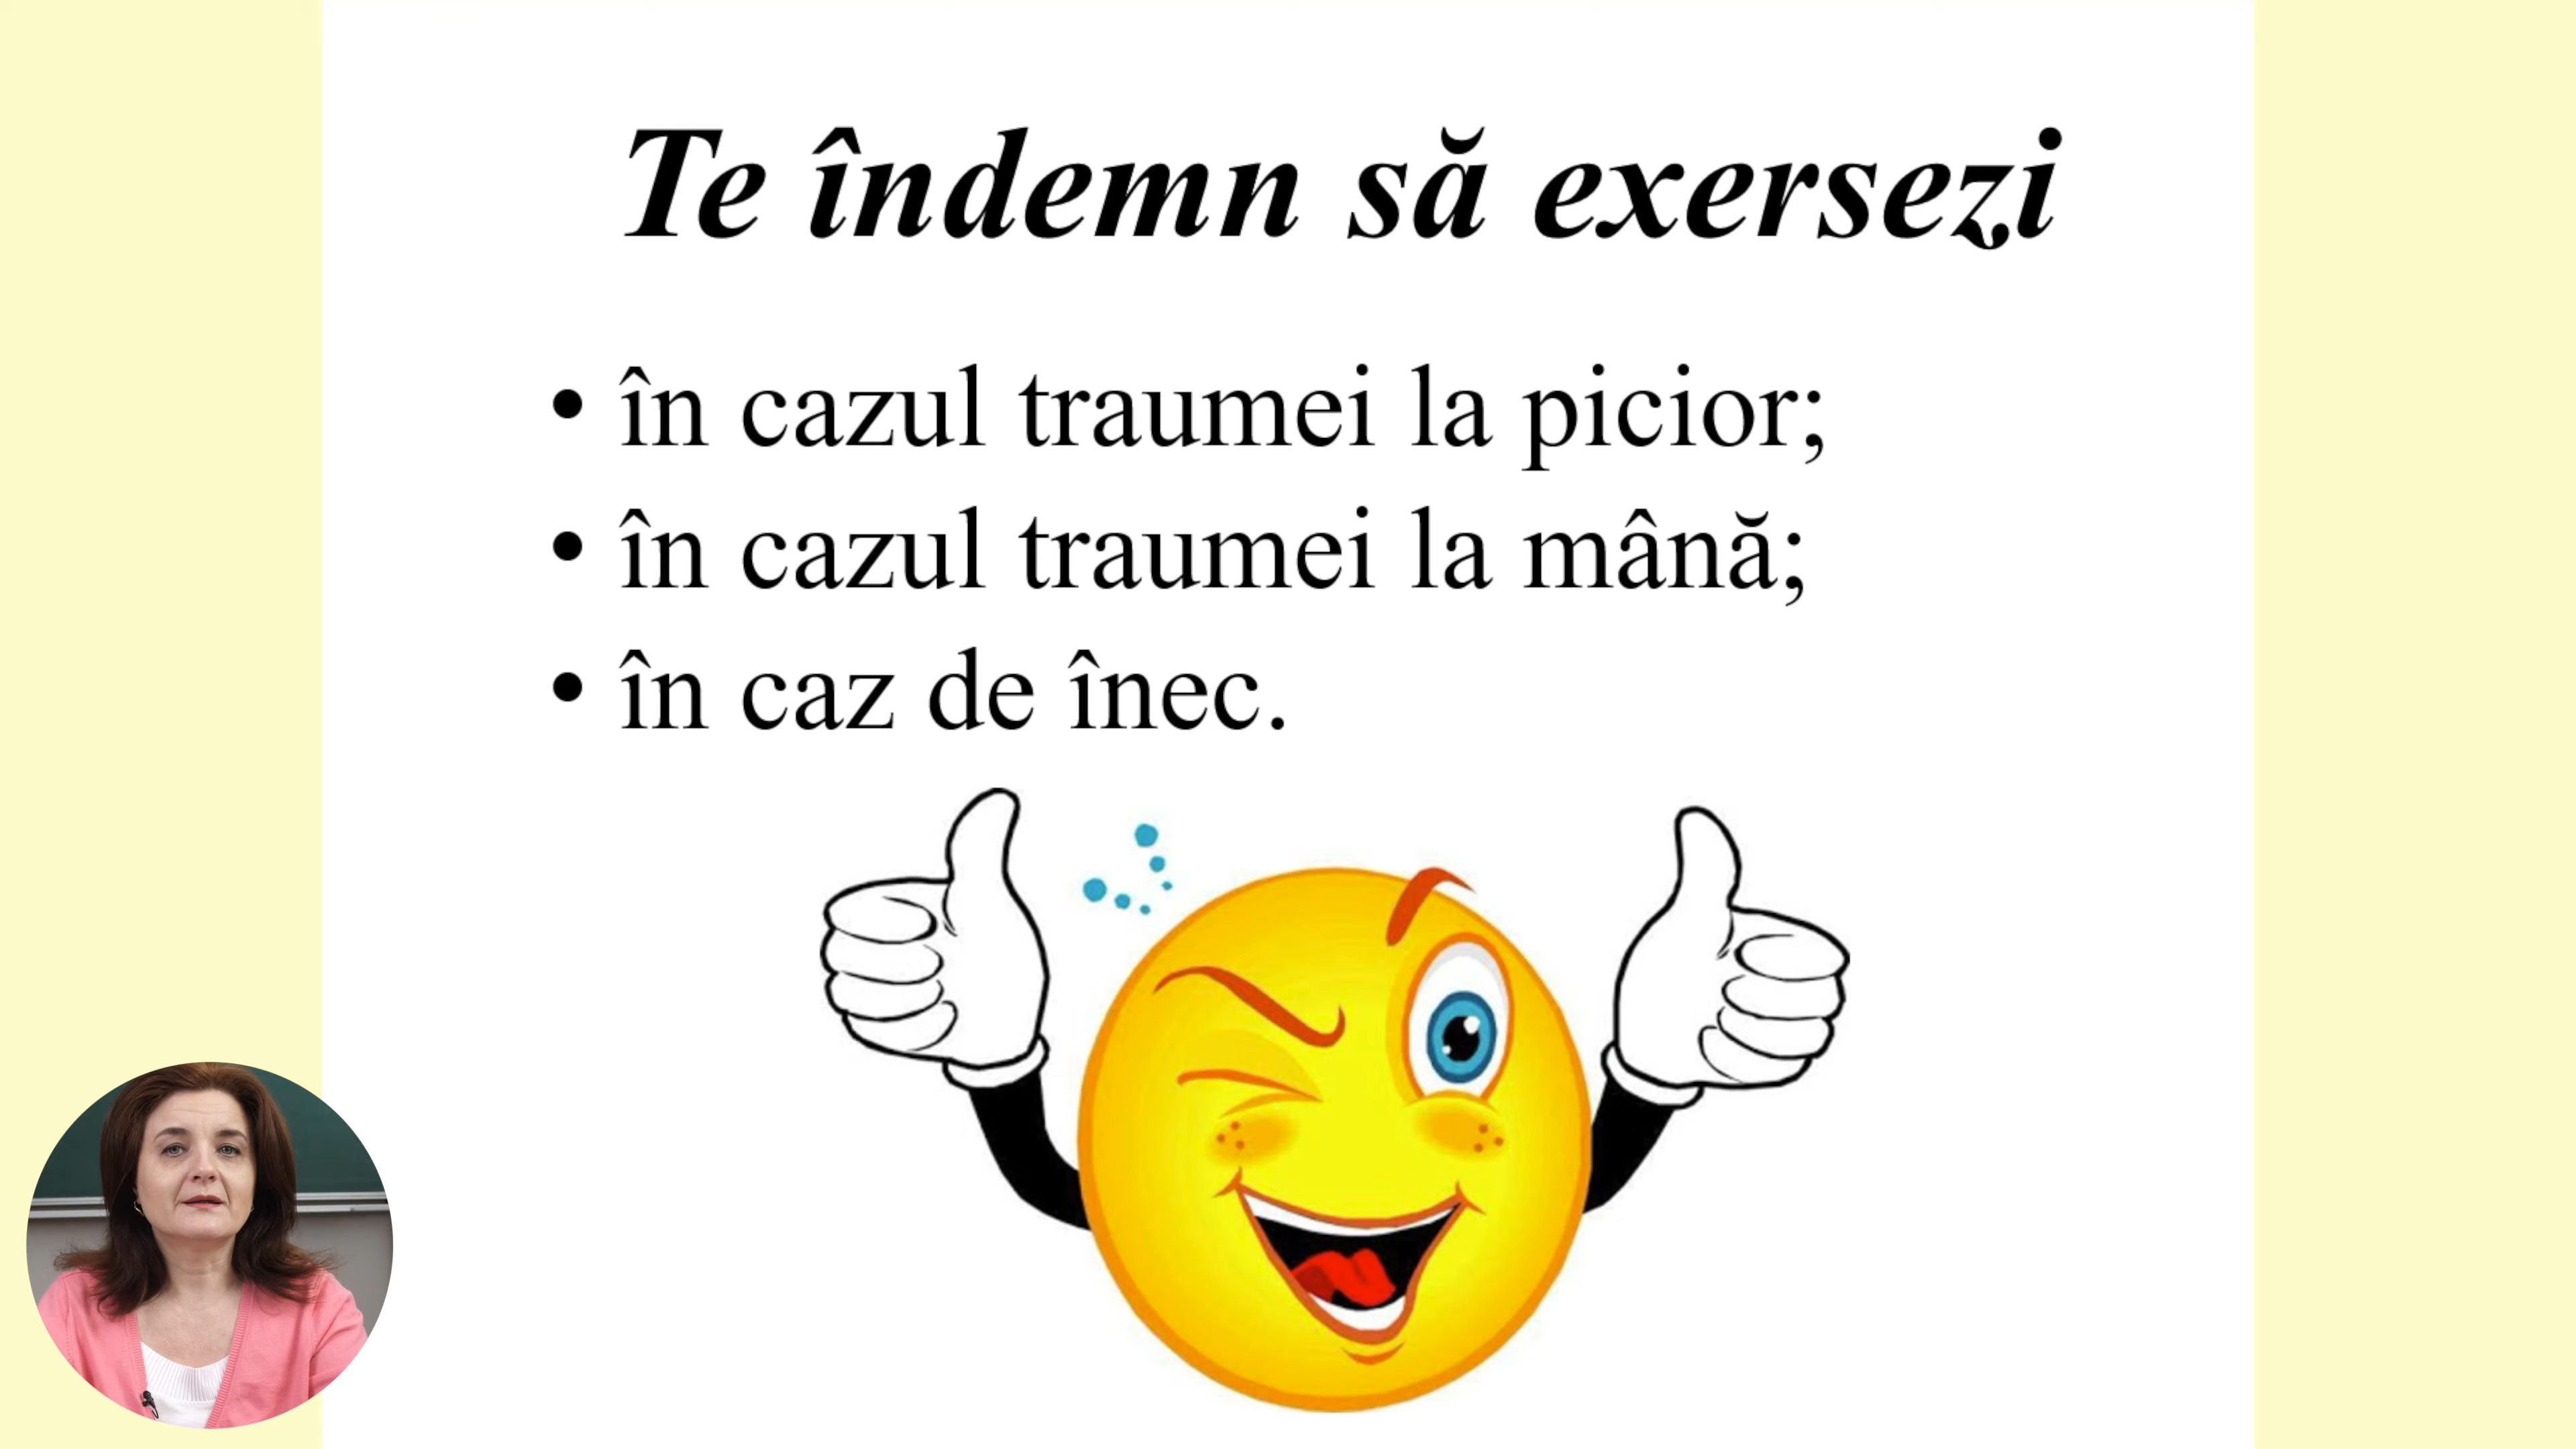 Te îndemn să exersezi
• în cazul traumei la picior;
• în cazul traumei la mână;
• în caz de înec.